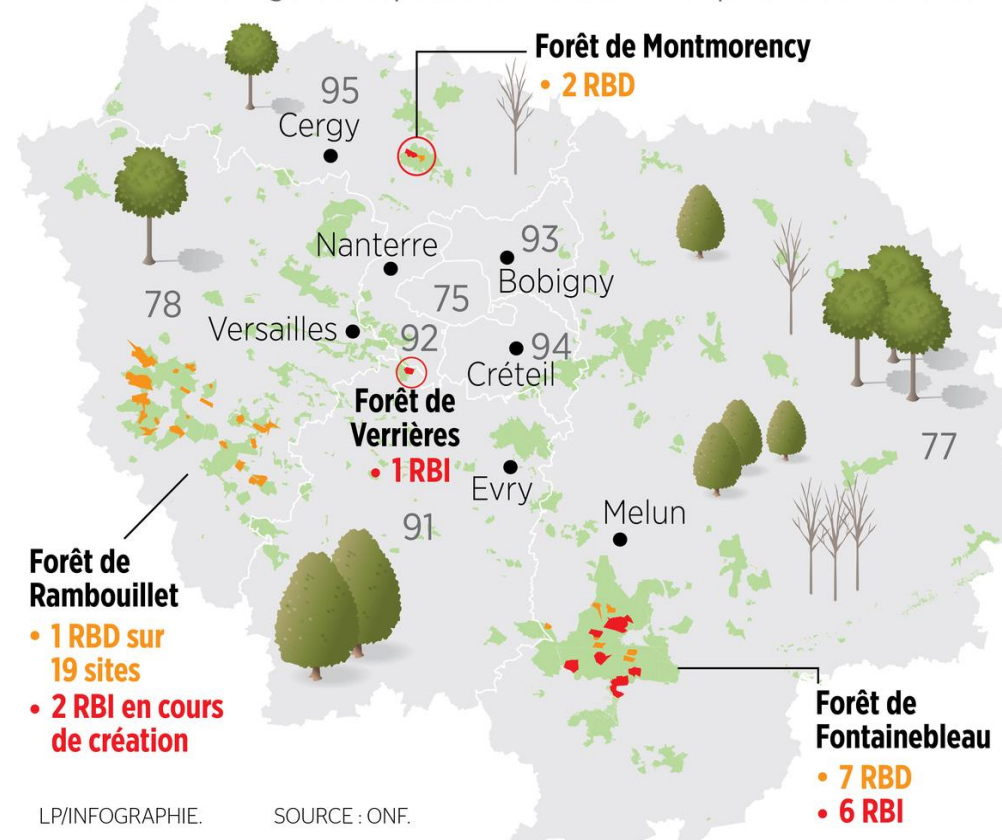 Forêt de Montmorency
• 2 RBD
95
Cergy
Nanterre
93
Bobigny
75
78
Versailles
92
94
Créteil
Forêt de
Verrières
• 1 RBI
77
Evry
Melun
91
Forêt de
Rambouillet
• 1 RBD sur
19 sites
• 2 RBI en cours
de création
Forêt de
Fontainebleau
• 7 RBD
• 6 RBI
LP/INFOGRAPHIE.
SOURCE : ONF.